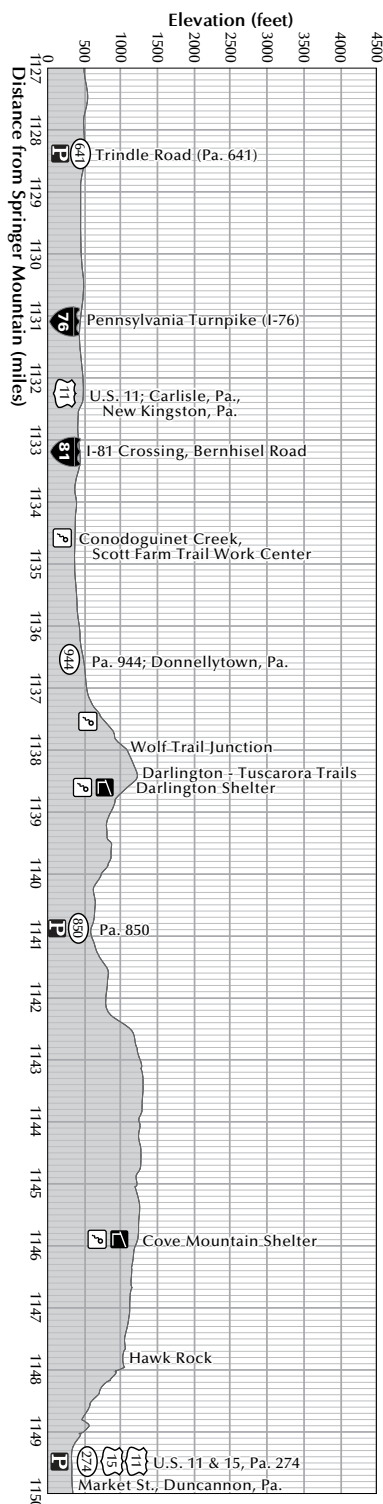 Elevation (feet)
0
500
1000
1500
2000
2500
3000
3500
4000
4500
1127
1128
P
641
Trindle Road (Pa. 641)
1129
1130
1131
76
Pennsylvania Turnpike (I-76)
1132
11
U.S. 11; Carlisle, Pa.,
New Kingston, Pa.
1133
81
I-81 Crossing, Bernhisel Road
1134
Conodoguinet Creek,
Scott Farm Trail Work Center
1135
1136
944
Pa. 944; Donnellytown, Pa.
1137
1138
Wolf Trail Junction
Darlington - Tuscarora Trails
Darlington Shelter
1139
1140
P
850
Pa. 850
1141
1142
1143
1144
1145
Cove Mountain Shelter
1146
1147
Hawk Rock
1148
1149
P
274
15
11
U.S. 11 & 15, Pa. 274
Market St., Duncannon, Pa.
1150
Distance from Springer Mountain (miles)